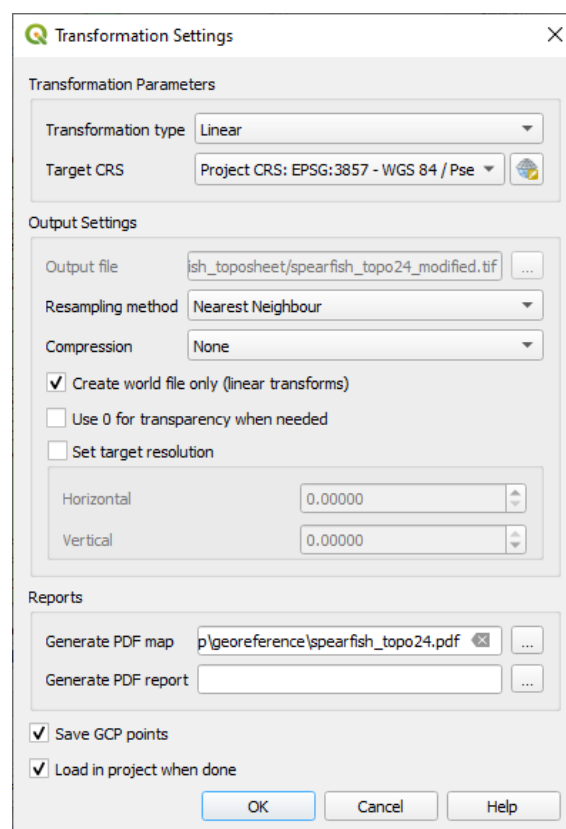 Transformation Settings
Transformation Parameters
Transformation type Linear
Target CRS Project CRS: EPSG:3857 - WGS 84 / Pse
Output Settings
Output file ish_toposheet/spearfish_topo24_modified.tif ...
Resampling method Nearest Neighbour
Compression None
Create world file only (linear transforms)
Use 0 for transparency when needed
Set target resolution
Horizontal 0.00000
Vertical 0.00000
Reports
Generate PDF map p\georeference\spearfish_topo24.pdf ...
Generate PDF report ...
Save GCP points
Load in project when done
OK Cancel Help